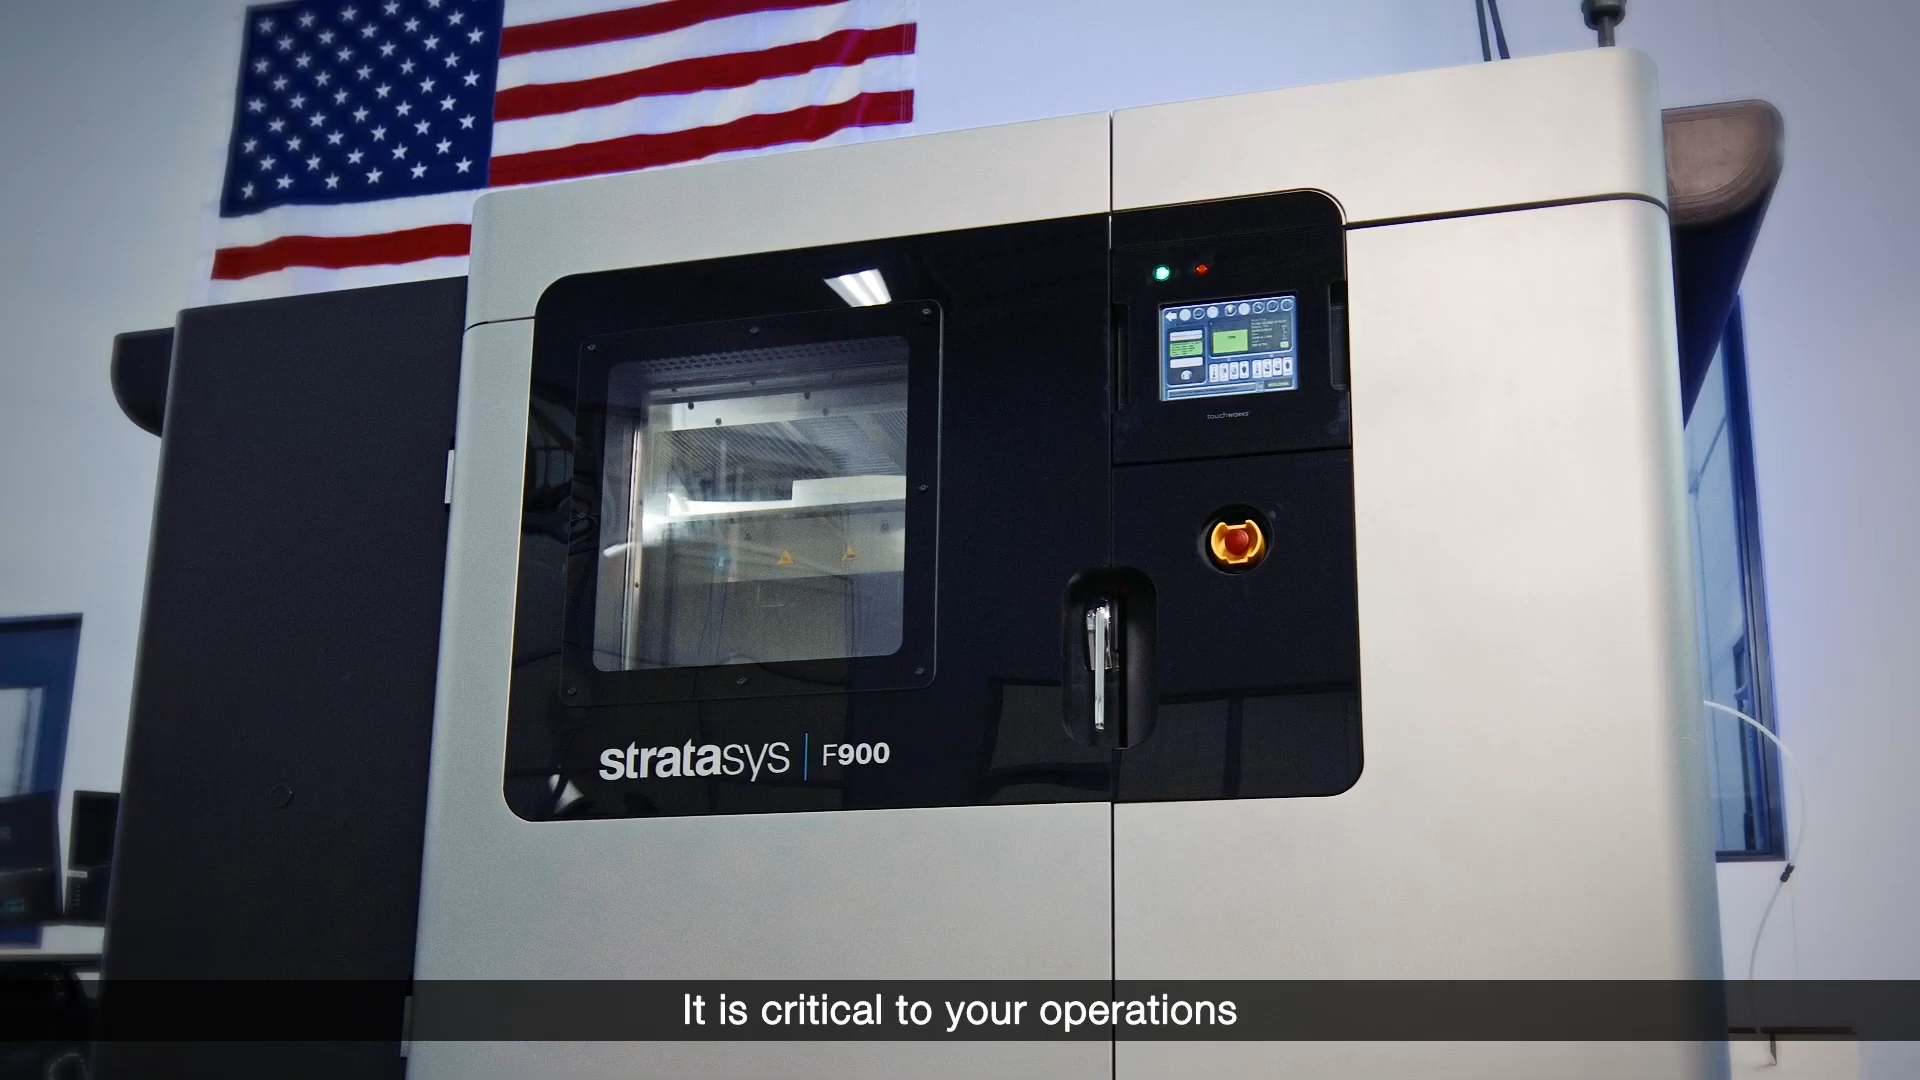 touchworks
stratasys | F900
It is critical to your operations